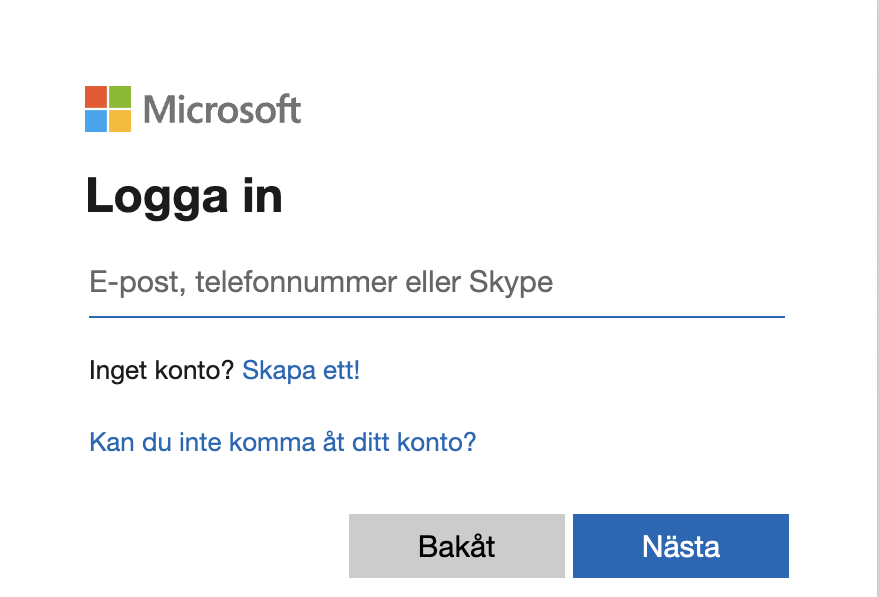 Microsoft
Logga in
E-post, telefonnummer eller Skype
Inget konto? Skapa ett!
Kan du inte komma åt ditt konto?
Bakåt Nästa